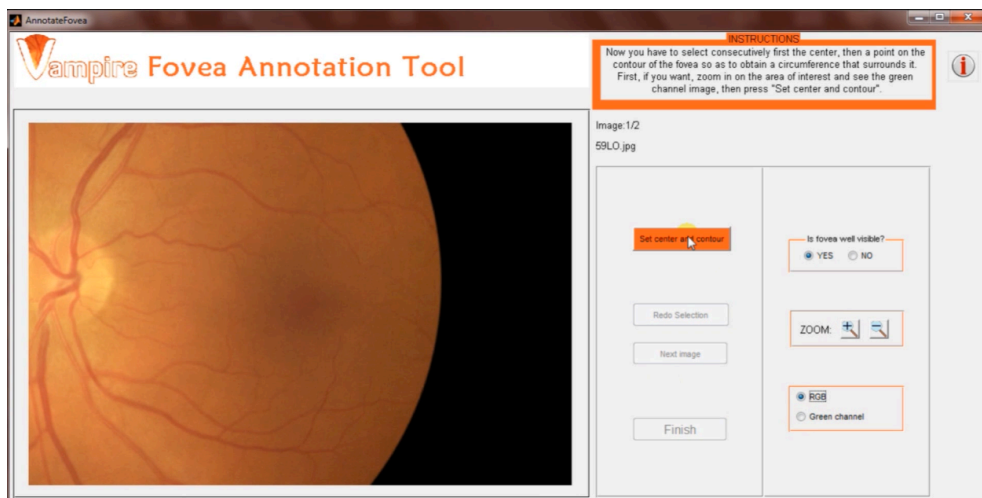 AnnotateFovea
Vampire Fovea Annotation Tool
INSTRUCTIONS
Now you have to select consecutively first the center, then a point on the
contour of the fovea so as to obtain a circumference that surrounds it.
First, if you want, zoom in on the area of interest and see the green
channel image, then press "Set center and contour".
Image:1/2
59LO.jpg
Set center and contour
Redo Selection
Next image
Finish
Is fovea well visible?
YES NO
ZOOM:
RGB
Green channel